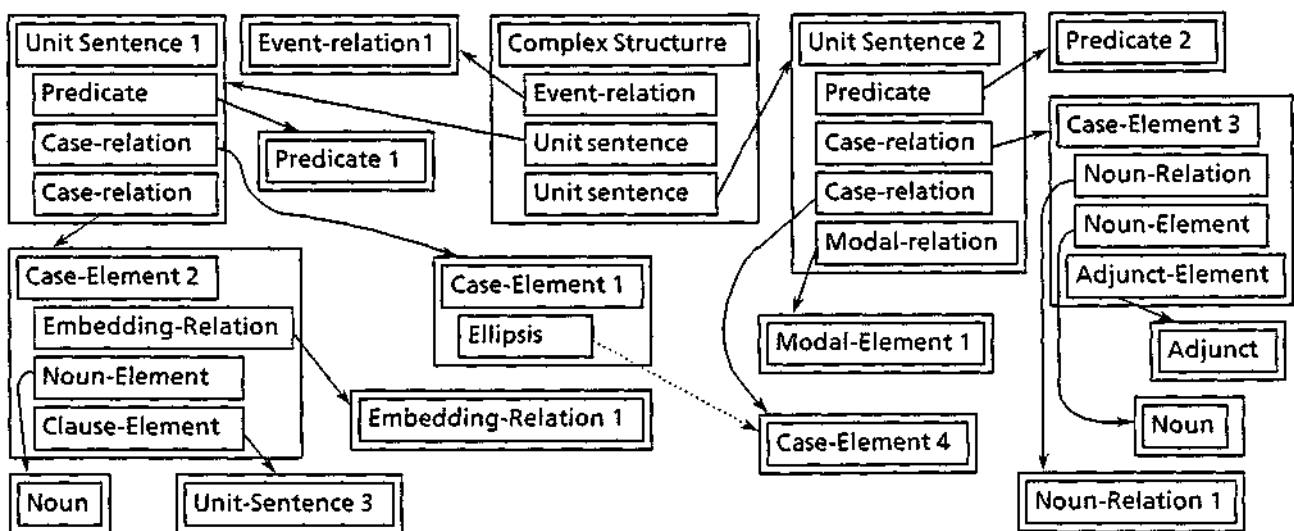 Unit Sentence 1
Predicate
Case-relation
Case-relation
Event-relation1
Predicate 1
Complex Structurre
Event-relation
Unit sentence
Unit sentence
Unit Sentence 2
Predicate
Case-relation
Case-relation
Modal-relation
Predicate 2
Case-Element 3
Noun-Relation
Noun-Element
Adjunct-Element
Case-Element 2
Embedding-Relation
Noun-Element
Clause-Element
Case-Element 1
Ellipsis
Modal-Element 1
Adjunct
Embedding-Relation 1
Case-Element 4
Noun
Noun
Unit-Sentence 3
Noun-Relation 1